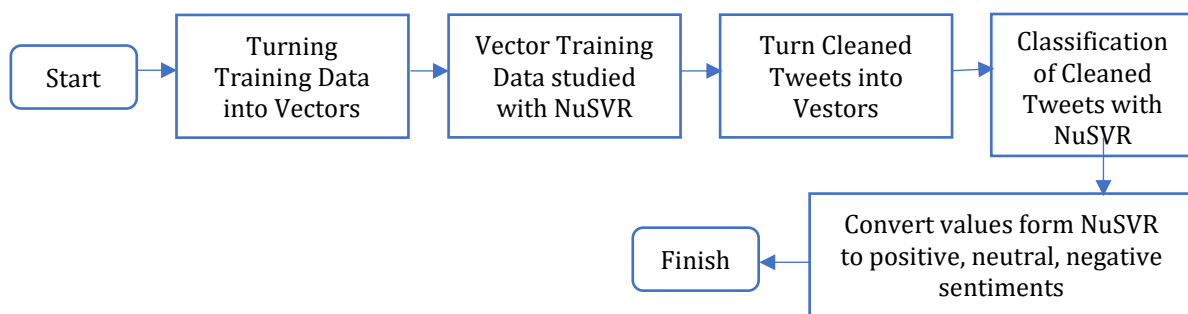 Start
Turning
Training Data
into Vectors
Vector Training
Data studied
with NuSVR
Turn Cleaned
Tweets into
Vestors
Classification
of Cleaned
Tweets with
NuSVR
Convert values form NuSVR
to positive, neutral, negative
sentiments
Finish